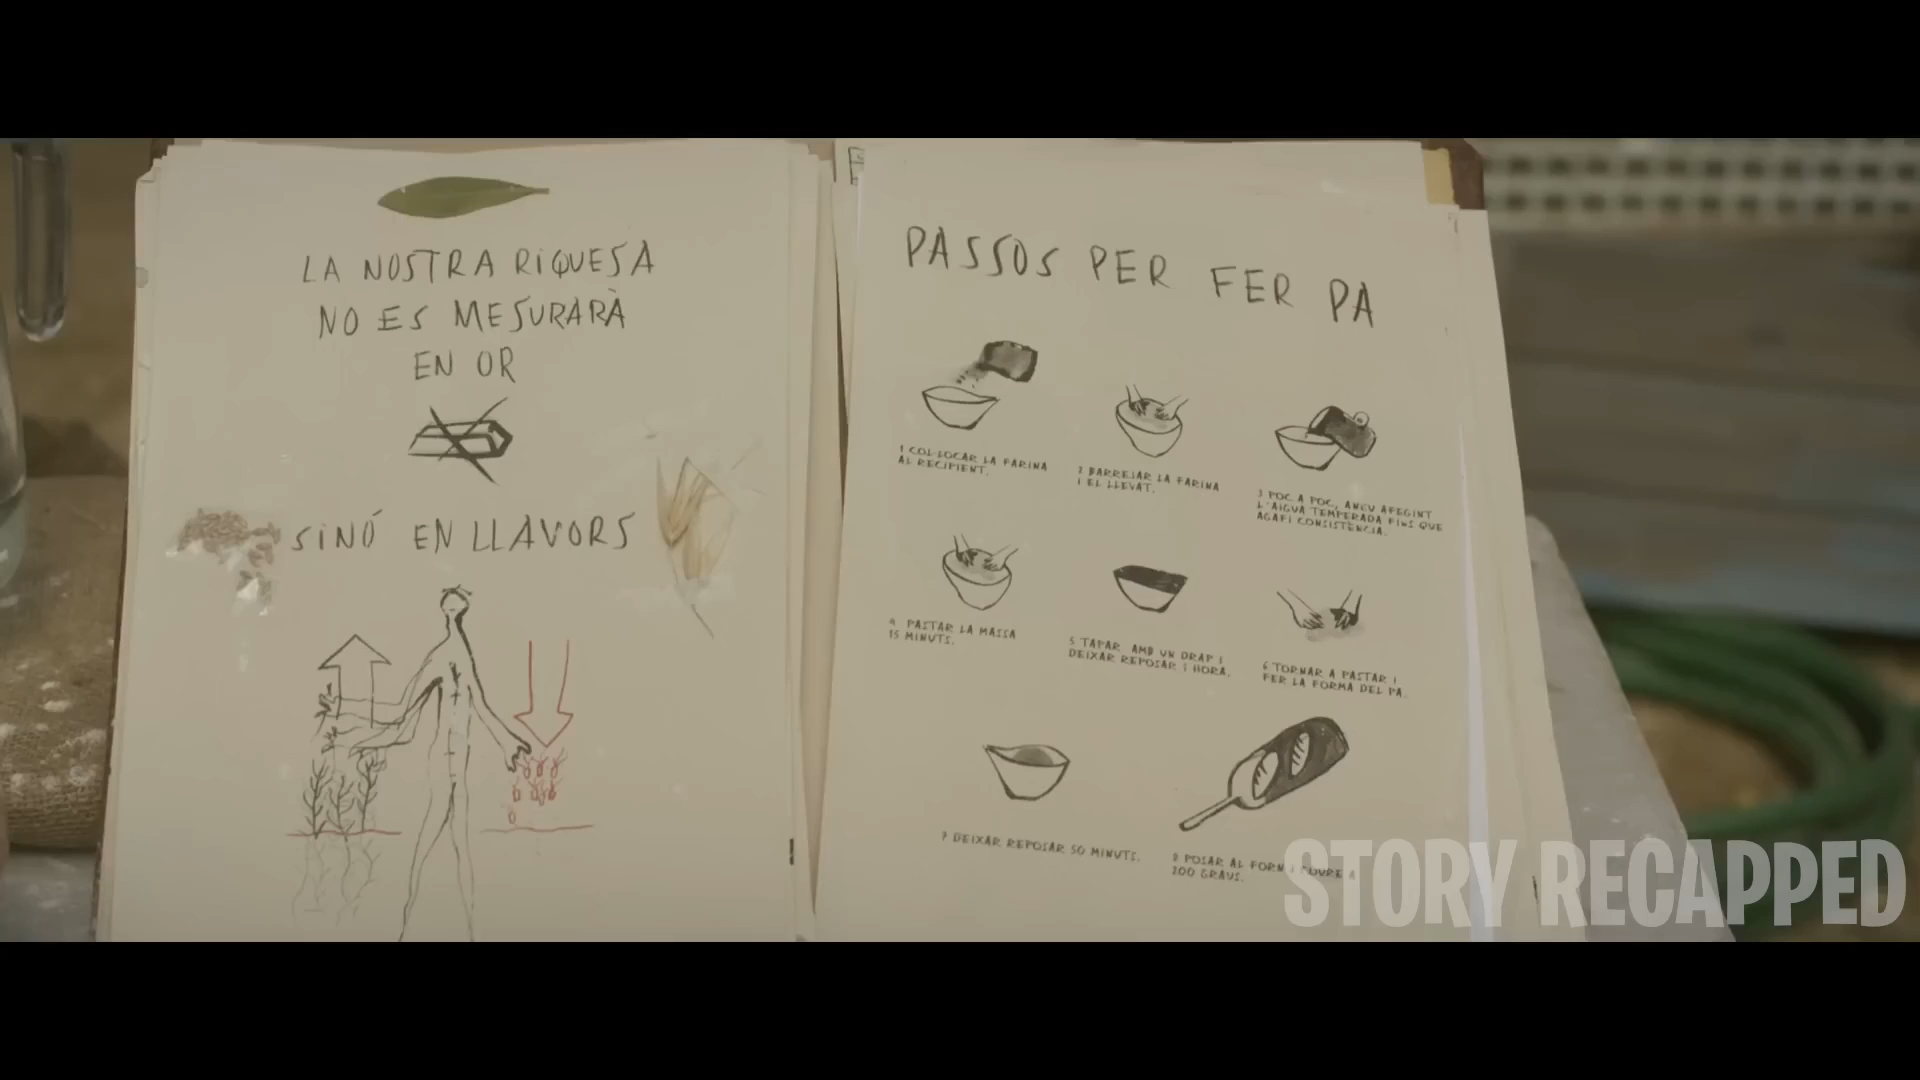 LA NOSTRA RIQUESA
NO ES MESURARÀ
EN OR
SINÓ EN LLAVORS
PASSOS PER FER PA
1 COL·LOCAR LA FARINA
AL RECIPIENT.
2 BARREJAR LA FARINA
I EL LLEVAT.
3 POC A POC, ANEU AFEGINT
L'AIGUA TEMPERADA FINS QUE
AGAFI CONSISTÈNCIA.
4 PASTAR LA MASSA
15 MINUTS.
5 TAPAR AMB UN DRAP I
DEIXAR REPOSAR 1 HORA.
6 TORNAR A PASTAR I
FER LA FORMA DEL PA.
7 DEIXAR REPOSAR 50 MINUTS.
8 POSAR AL FORN I COURE A
200 GRAUS.
STORY RECAPPED